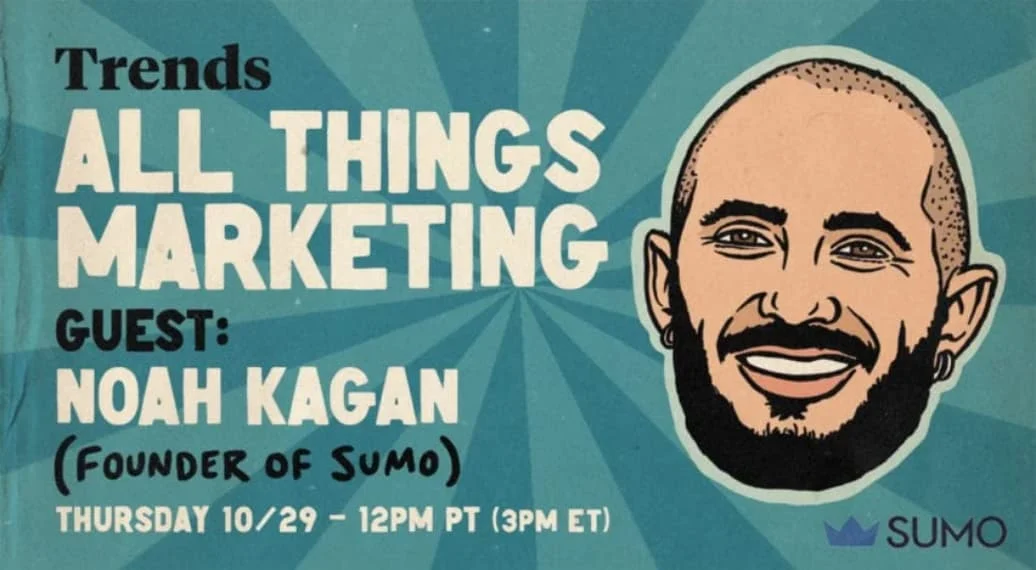 Trends
ALL THINGS
MARKETING
GUEST:
NOAH KAGAN
(FOUNDER OF SUMO)
THURSDAY 10/29 - 12PM PT (3PM ET)
SUMO